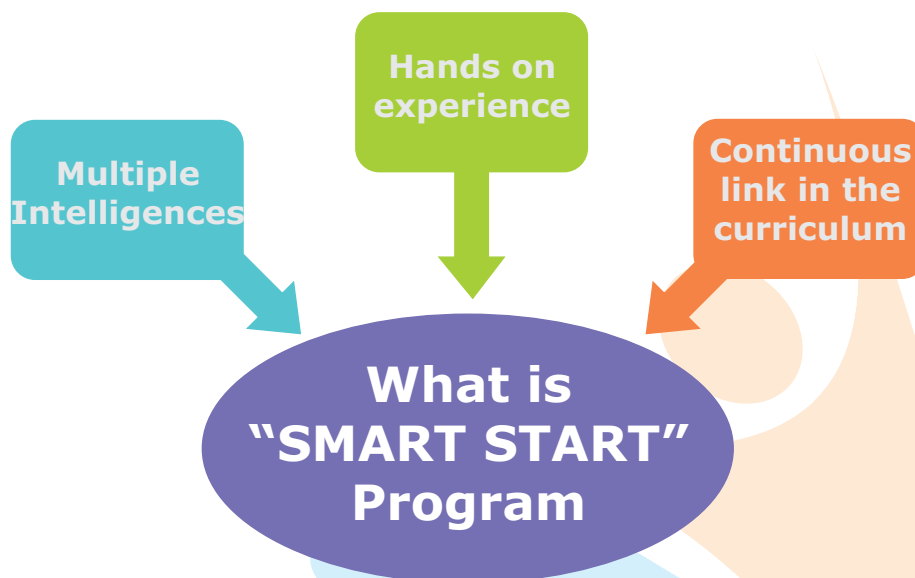 Hands on
experience
Multiple
Intelligences
Continuous
link in the
curriculum
What is
“SMART START”
Program